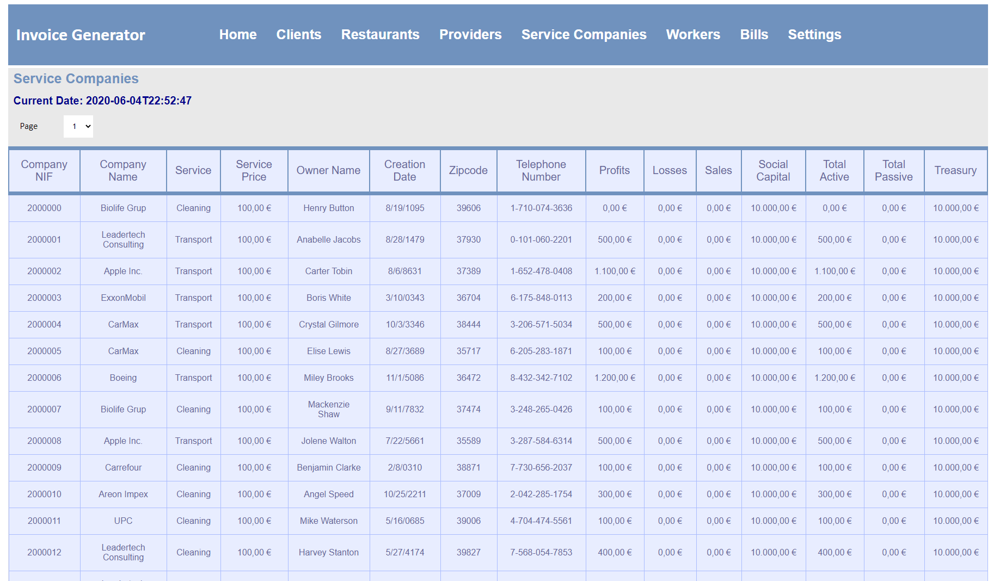 Invoice Generator Home Clients Restaurants Providers Service Companies Workers Bills Settings
Service Companies
Current Date: 2020-06-04T22:52:47
Page 1
Company NIF Company Name Service Service Price Owner Name Creation Date Zipcode Telephone Number Profits Losses Sales Social Capital Total Active Total Passive Treasury
2000000 Biolife Grup Cleaning 100,00 € Henry Button 8/19/1095 39606 1-710-074-3636 0,00 € 0,00 € 0,00 € 10.000,00 € 0,00 € 0,00 € 10.000,00 €
2000001 Leadertech Consulting Transport 100,00 € Anabelle Jacobs 8/28/1479 37930 0-101-060-2201 500,00 € 0,00 € 0,00 € 10.000,00 € 500,00 € 0,00 € 10.000,00 €
2000002 Apple Inc. Transport 100,00 € Carter Tobin 8/6/8631 37389 1-652-478-0408 1.100,00 € 0,00 € 0,00 € 10.000,00 € 1.100,00 € 0,00 € 10.000,00 €
2000003 ExxonMobil Transport 100,00 € Boris White 3/10/0343 36704 6-175-848-0113 200,00 € 0,00 € 0,00 € 10.000,00 € 200,00 € 0,00 € 10.000,00 €
2000004 CarMax Transport 100,00 € Crystal Gilmore 10/3/3346 38444 3-206-571-5034 500,00 € 0,00 € 0,00 € 10.000,00 € 500,00 € 0,00 € 10.000,00 €
2000005 CarMax Cleaning 100,00 € Elise Lewis 8/27/3689 35717 6-205-283-1871 100,00 € 0,00 € 0,00 € 10.000,00 € 100,00 € 0,00 € 10.000,00 €
2000006 Boeing Transport 100,00 € Miley Brooks 11/1/5086 36472 8-432-342-7102 1.200,00 € 0,00 € 0,00 € 10.000,00 € 1.200,00 € 0,00 € 10.000,00 €
2000007 Biolife Grup Cleaning 100,00 € Mackenzie Shaw 9/11/7832 37474 3-248-265-0426 100,00 € 0,00 € 0,00 € 10.000,00 € 100,00 € 0,00 € 10.000,00 €
2000008 Apple Inc. Transport 100,00 € Jolene Walton 7/22/5661 35589 3-287-584-6314 500,00 € 0,00 € 0,00 € 10.000,00 € 500,00 € 0,00 € 10.000,00 €
2000009 Carrefour Cleaning 100,00 € Benjamin Clarke 2/8/0310 38871 7-730-656-2037 100,00 € 0,00 € 0,00 € 10.000,00 € 100,00 € 0,00 € 10.000,00 €
2000010 Areon Impex Cleaning 100,00 € Angel Speed 10/25/2211 37009 2-042-285-1754 300,00 € 0,00 € 0,00 € 10.000,00 € 300,00 € 0,00 € 10.000,00 €
2000011 UPC Cleaning 100,00 € Mike Waterson 5/16/0685 39006 4-704-474-5561 100,00 € 0,00 € 0,00 € 10.000,00 € 100,00 € 0,00 € 10.000,00 €
2000012 Leadertech Consulting Cleaning 100,00 € Harvey Stanton 5/27/4174 39827 7-568-054-7853 400,00 € 0,00 € 0,00 € 10.000,00 € 400,00 € 0,00 € 10.000,00 €